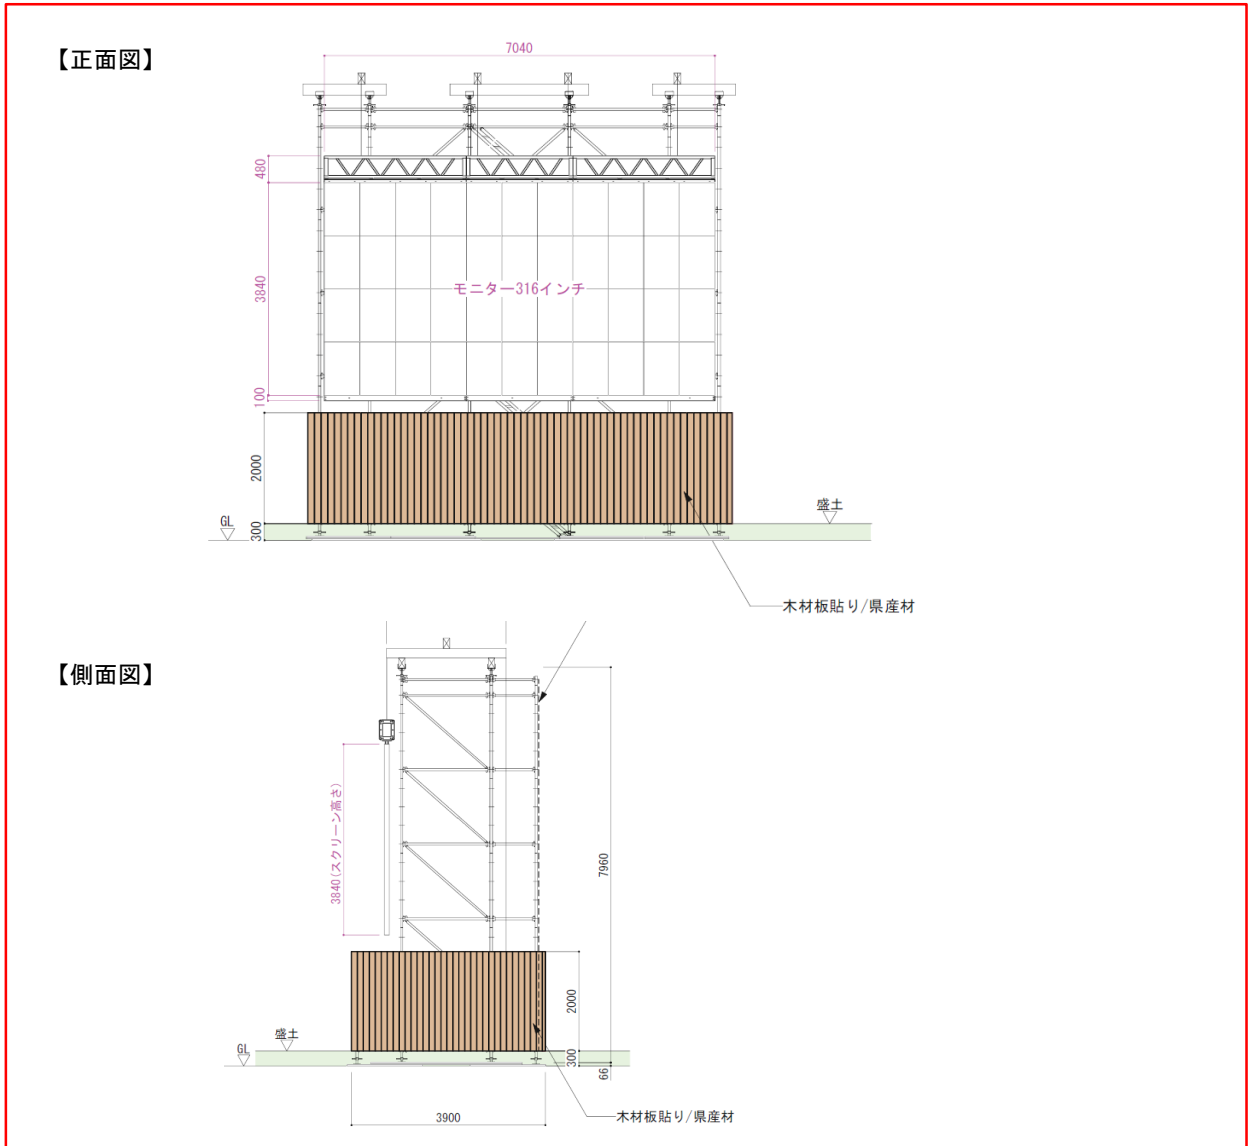 【正面図】
7040
480
3840
モニター316インチ
100
2000
300
GL
盛土
木材板貼り/県産材
【側面図】
3840(スクリーン高さ)
7960
2000
300
66
盛土
GL
3900
木材板貼り/県産材